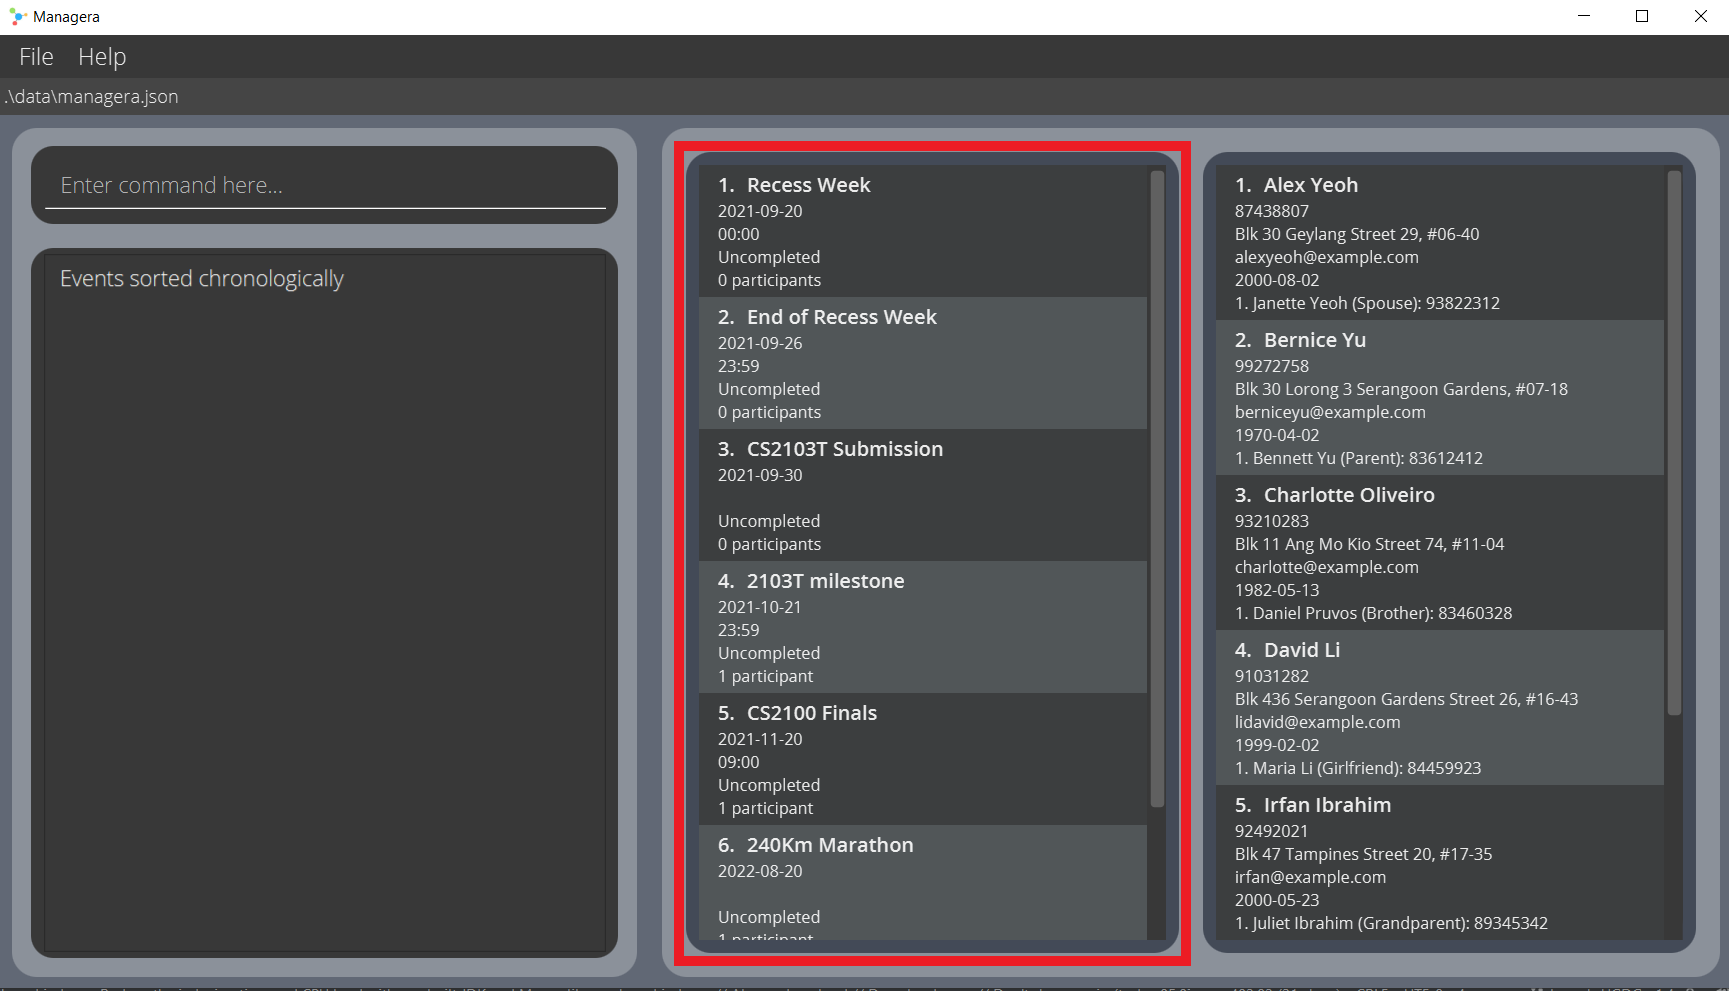 Managera
File Help
.\data\managera.json
Enter command here...
Events sorted chronologically
1. Recess Week
2021-09-20
00:00
Uncompleted
0 participants
2. End of Recess Week
2021-09-26
23:59
Uncompleted
0 participants
3. CS2103T Submission
2021-09-30
Uncompleted
0 participants
4. 2103T milestone
2021-10-21
23:59
Uncompleted
1 participant
5. CS2100 Finals
2021-11-20
09:00
Uncompleted
1 participant
6. 240Km Marathon
2022-08-20
Uncompleted
1 participant
1. Alex Yeoh
87438807
Blk 30 Geylang Street 29, #06-40
alexyeoh@example.com
2000-08-02
1. Janette Yeoh (Spouse): 93822312
2. Bernice Yu
99272758
Blk 30 Lorong 3 Serangoon Gardens, #07-18
berniceyu@example.com
1970-04-02
1. Bennett Yu (Parent): 83612412
3. Charlotte Oliveiro
93210283
Blk 11 Ang Mo Kio Street 74, #11-04
charlotte@example.com
1982-05-13
1. Daniel Pruvos (Brother): 83460328
4. David Li
91031282
Blk 436 Serangoon Gardens Street 26, #16-43
lidavid@example.com
1999-02-02
1. Maria Li (Girlfriend): 84459923
5. Irfan Ibrahim
92492021
Blk 47 Tampines Street 20, #17-35
irfan@example.com
2000-05-23
1. Juliet Ibrahim (Grandparent): 89345342